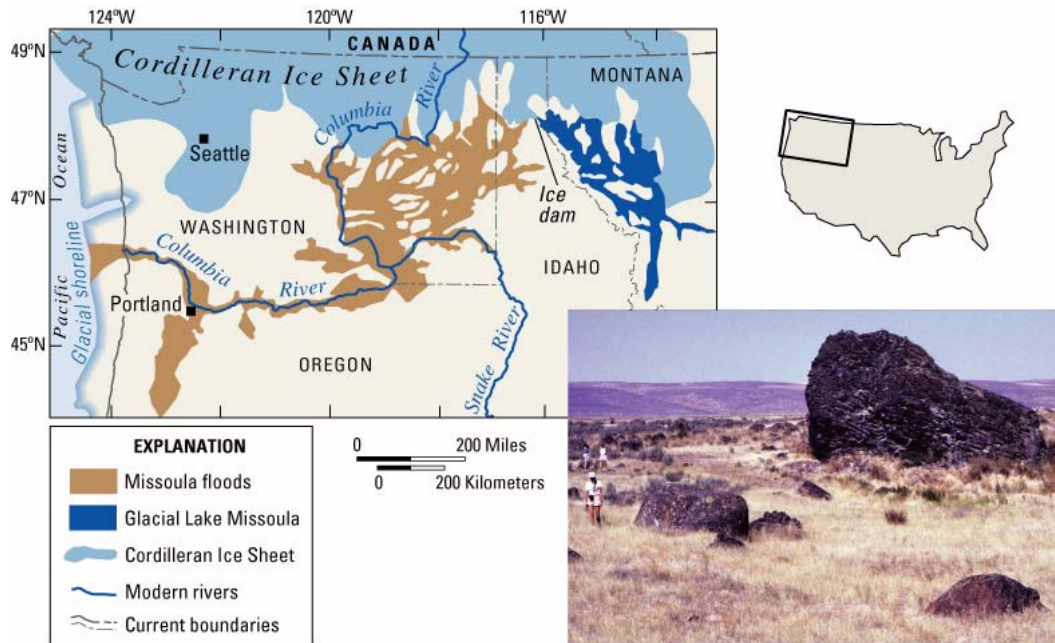 124°W 120°W 116°W
49°N
47°N
45°N
CANADA
Cordilleran Ice Sheet
MONTANA
Columbia River
Seattle
Pacific Ocean
Glacial shoreline
WASHINGTON
Ice
dam
IDAHO
Columbia River
Portland
OREGON
Snake River
EXPLANATION
Missoula floods
Glacial Lake Missoula
Cordilleran Ice Sheet
Modern rivers
Current boundaries
0 200 Miles
0 200 Kilometers